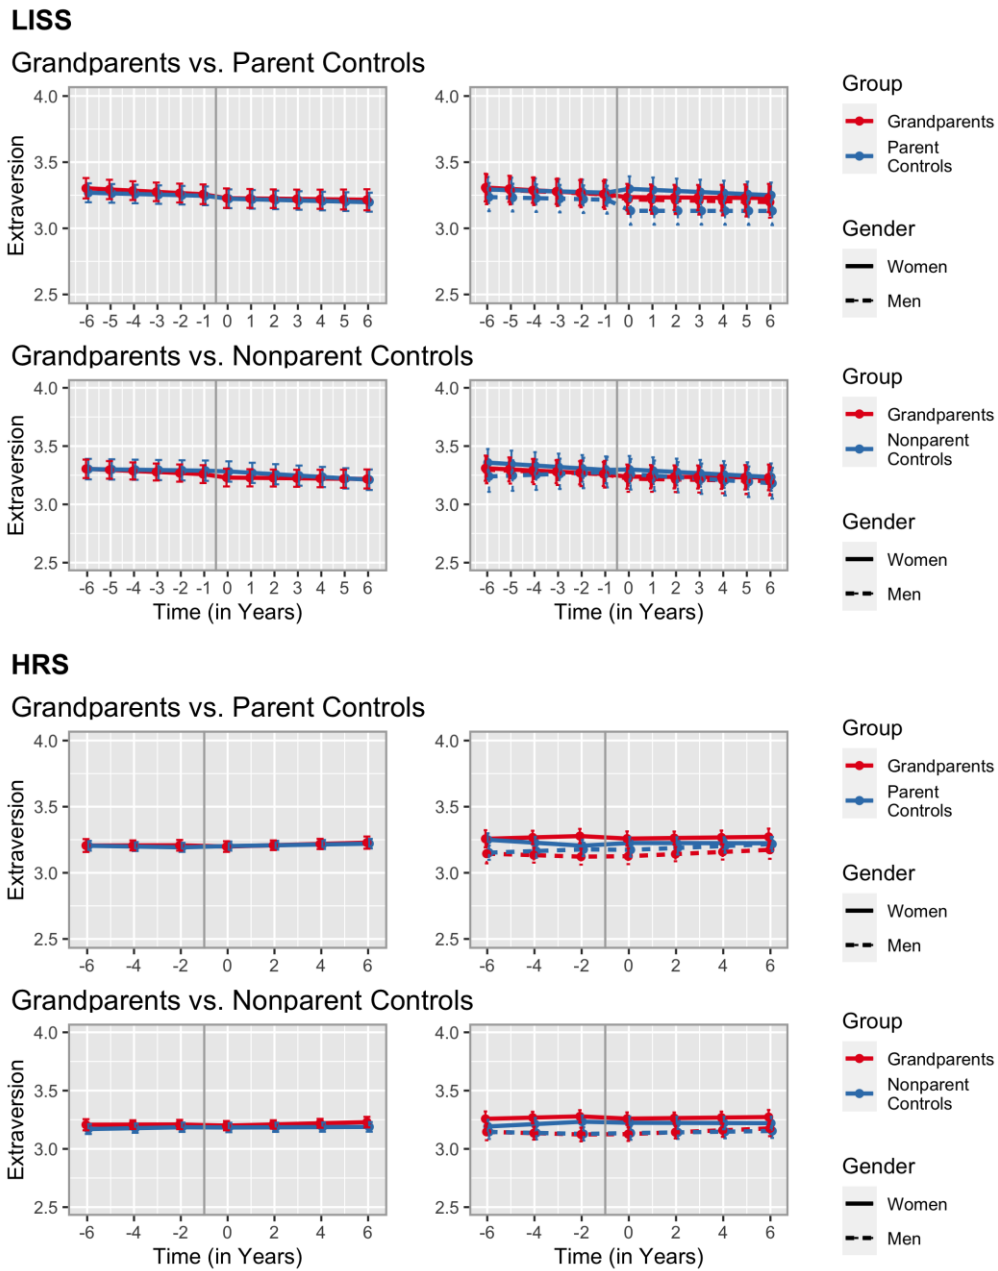 LISS
Grandparents vs. Parent Controls
Extraversion
4.0
3.5
3.0
2.5
-6 -5 -4 -3 -2 -1 0 1 2 3 4 5 6
4.0
3.5
3.0
2.5
-6 -5 -4 -3 -2 -1 0 1 2 3 4 5 6
Group
Grandparents
Parent
Controls
Gender
Women
Men
Grandparents vs. Nonparent Controls
Extraversion
4.0
3.5
3.0
2.5
-6 -5 -4 -3 -2 -1 0 1 2 3 4 5 6
Time (in Years)
4.0
3.5
3.0
2.5
-6 -5 -4 -3 -2 -1 0 1 2 3 4 5 6
Time (in Years)
Group
Grandparents
Nonparent
Controls
Gender
Women
Men
HRS
Grandparents vs. Parent Controls
Extraversion
4.0
3.5
3.0
2.5
-6 -4 -2 0 2 4 6
4.0
3.5
3.0
2.5
-6 -4 -2 0 2 4 6
Group
Grandparents
Parent
Controls
Gender
Women
Men
Grandparents vs. Nonparent Controls
Extraversion
4.0
3.5
3.0
2.5
-6 -4 -2 0 2 4 6
Time (in Years)
4.0
3.5
3.0
2.5
-6 -4 -2 0 2 4 6
Time (in Years)
Group
Grandparents
Nonparent
Controls
Gender
Women
Men